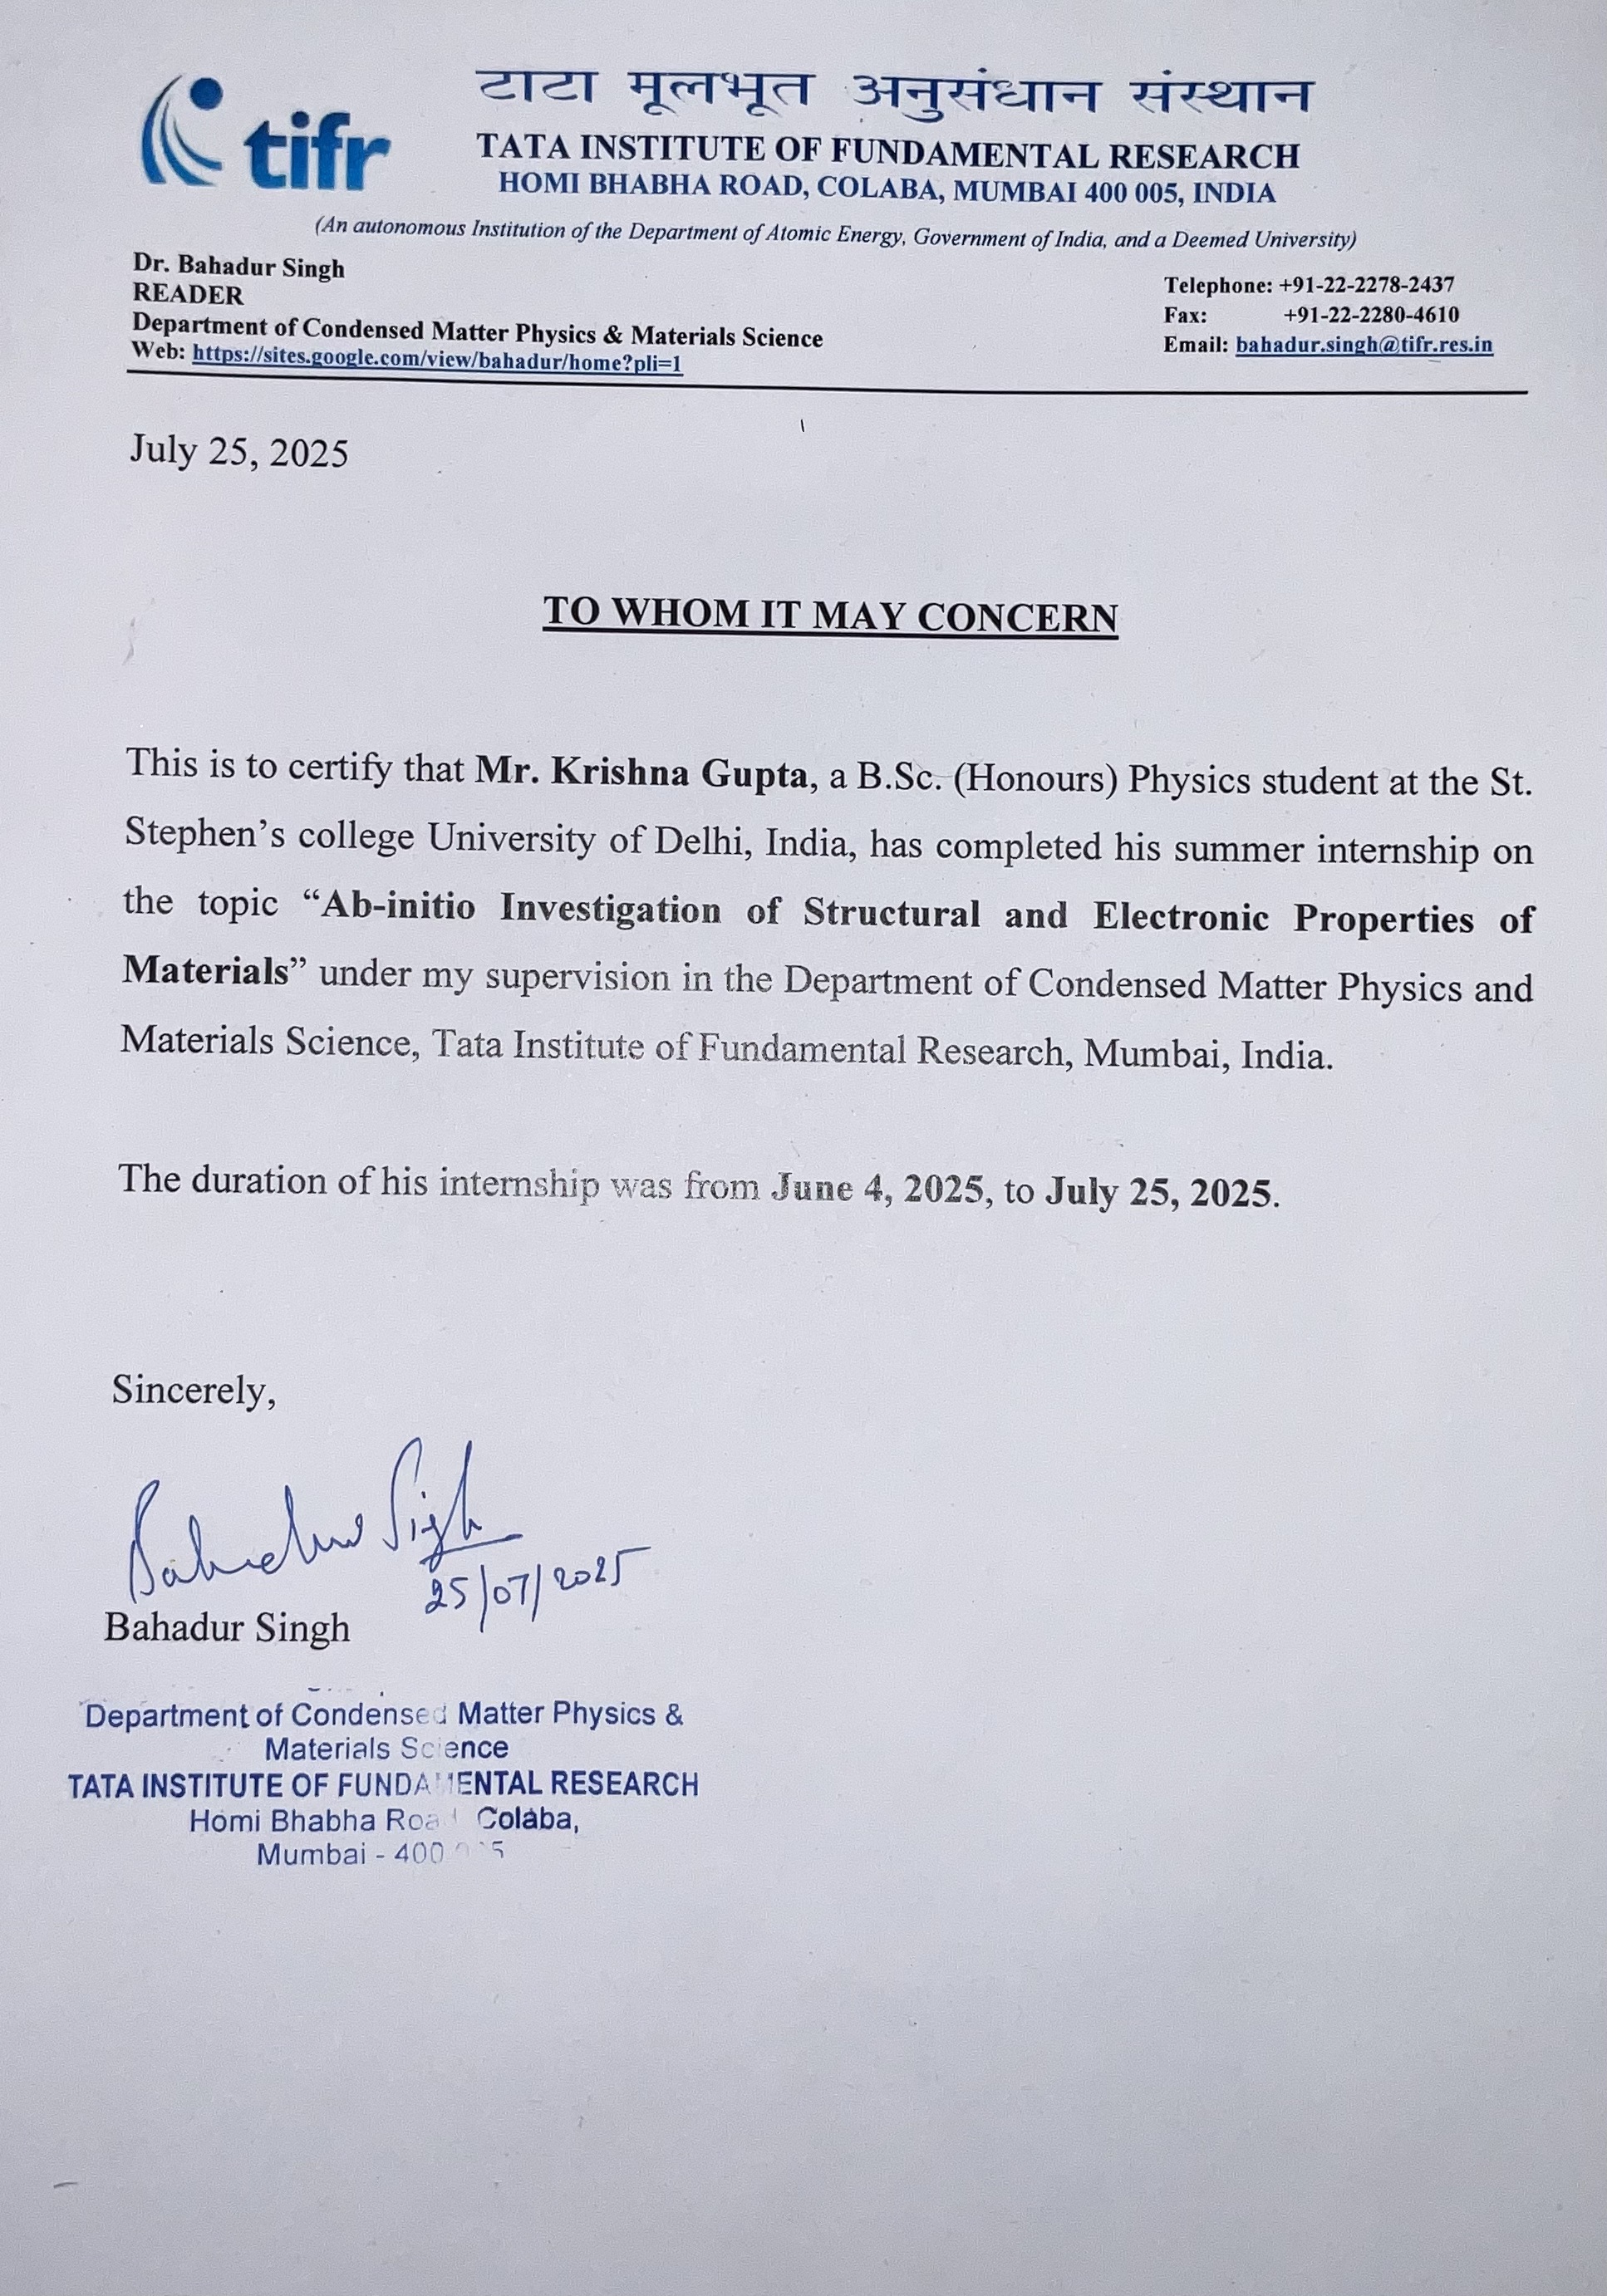 tifr
टाटा मूलभूत अनुसंधान संस्थान
TATA INSTITUTE OF FUNDAMENTAL RESEARCH
HOMI BHABHA ROAD, COLABA, MUMBAI 400 005, INDIA
(An autonomous Institution of the Department of Atomic Energy, Government of India, and a Deemed University)
Dr. Bahadur Singh
READER
Department of Condensed Matter Physics & Materials Science
Web: https://sites.google.com/view/bahadur/home?pli=1
Telephone: +91-22-2278-2437
Fax: +91-22-2280-4610
Email: bahadur.singh@tifr.res.in
July 25, 2025
TO WHOM IT MAY CONCERN
This is to certify that Mr. Krishna Gupta, a B.Sc. (Honours) Physics student at the St.
Stephen’s college University of Delhi, India, has completed his summer internship on
the topic “Ab-initio Investigation of Structural and Electronic Properties of
Materials” under my supervision in the Department of Condensed Matter Physics and
Materials Science, Tata Institute of Fundamental Research, Mumbai, India.
The duration of his internship was from June 4, 2025, to July 25, 2025.
Sincerely,
Bahadur Singh
25/07/2025
Bahadur Singh
Department of Condensed Matter Physics &
Materials Science
TATA INSTITUTE OF FUNDAMENTAL RESEARCH
Homi Bhabha Road Colaba,
Mumbai - 400